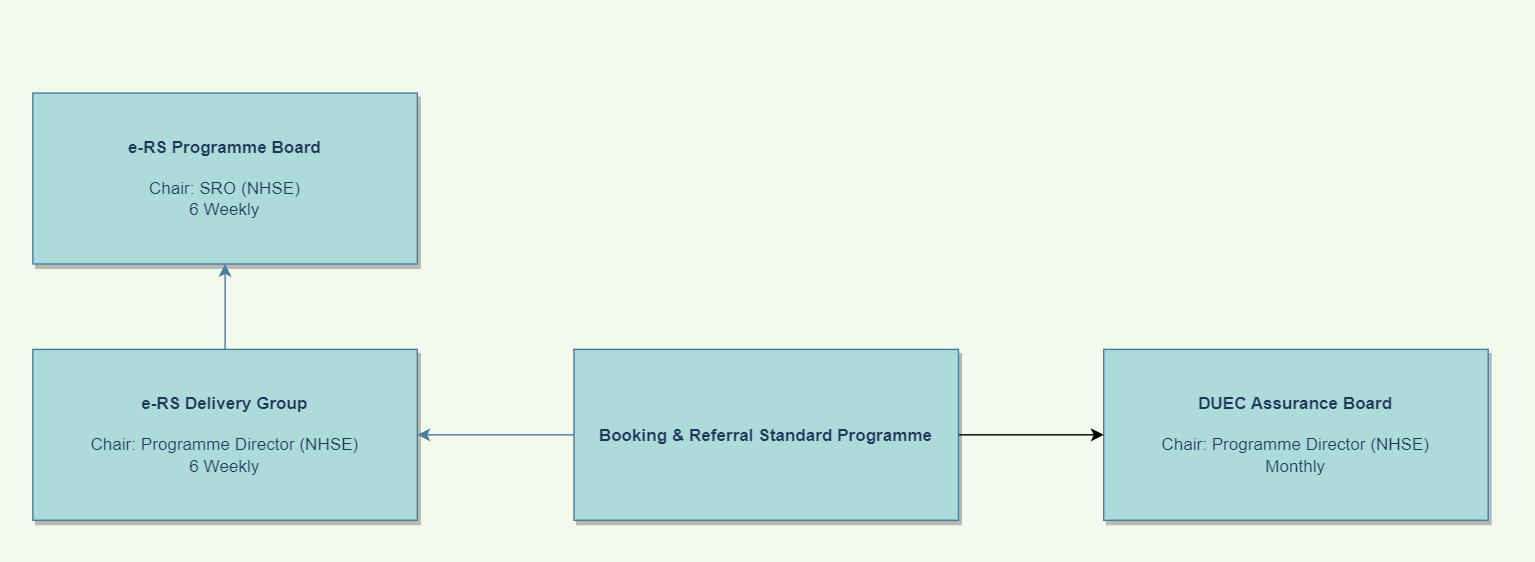 e-RS Programme Board
Chair: SRO (NHSE)
6 Weekly
e-RS Delivery Group
Chair: Programme Director (NHSE)
6 Weekly
Booking & Referral Standard Programme
DUEC Assurance Board
Chair: Programme Director (NHSE)
Monthly